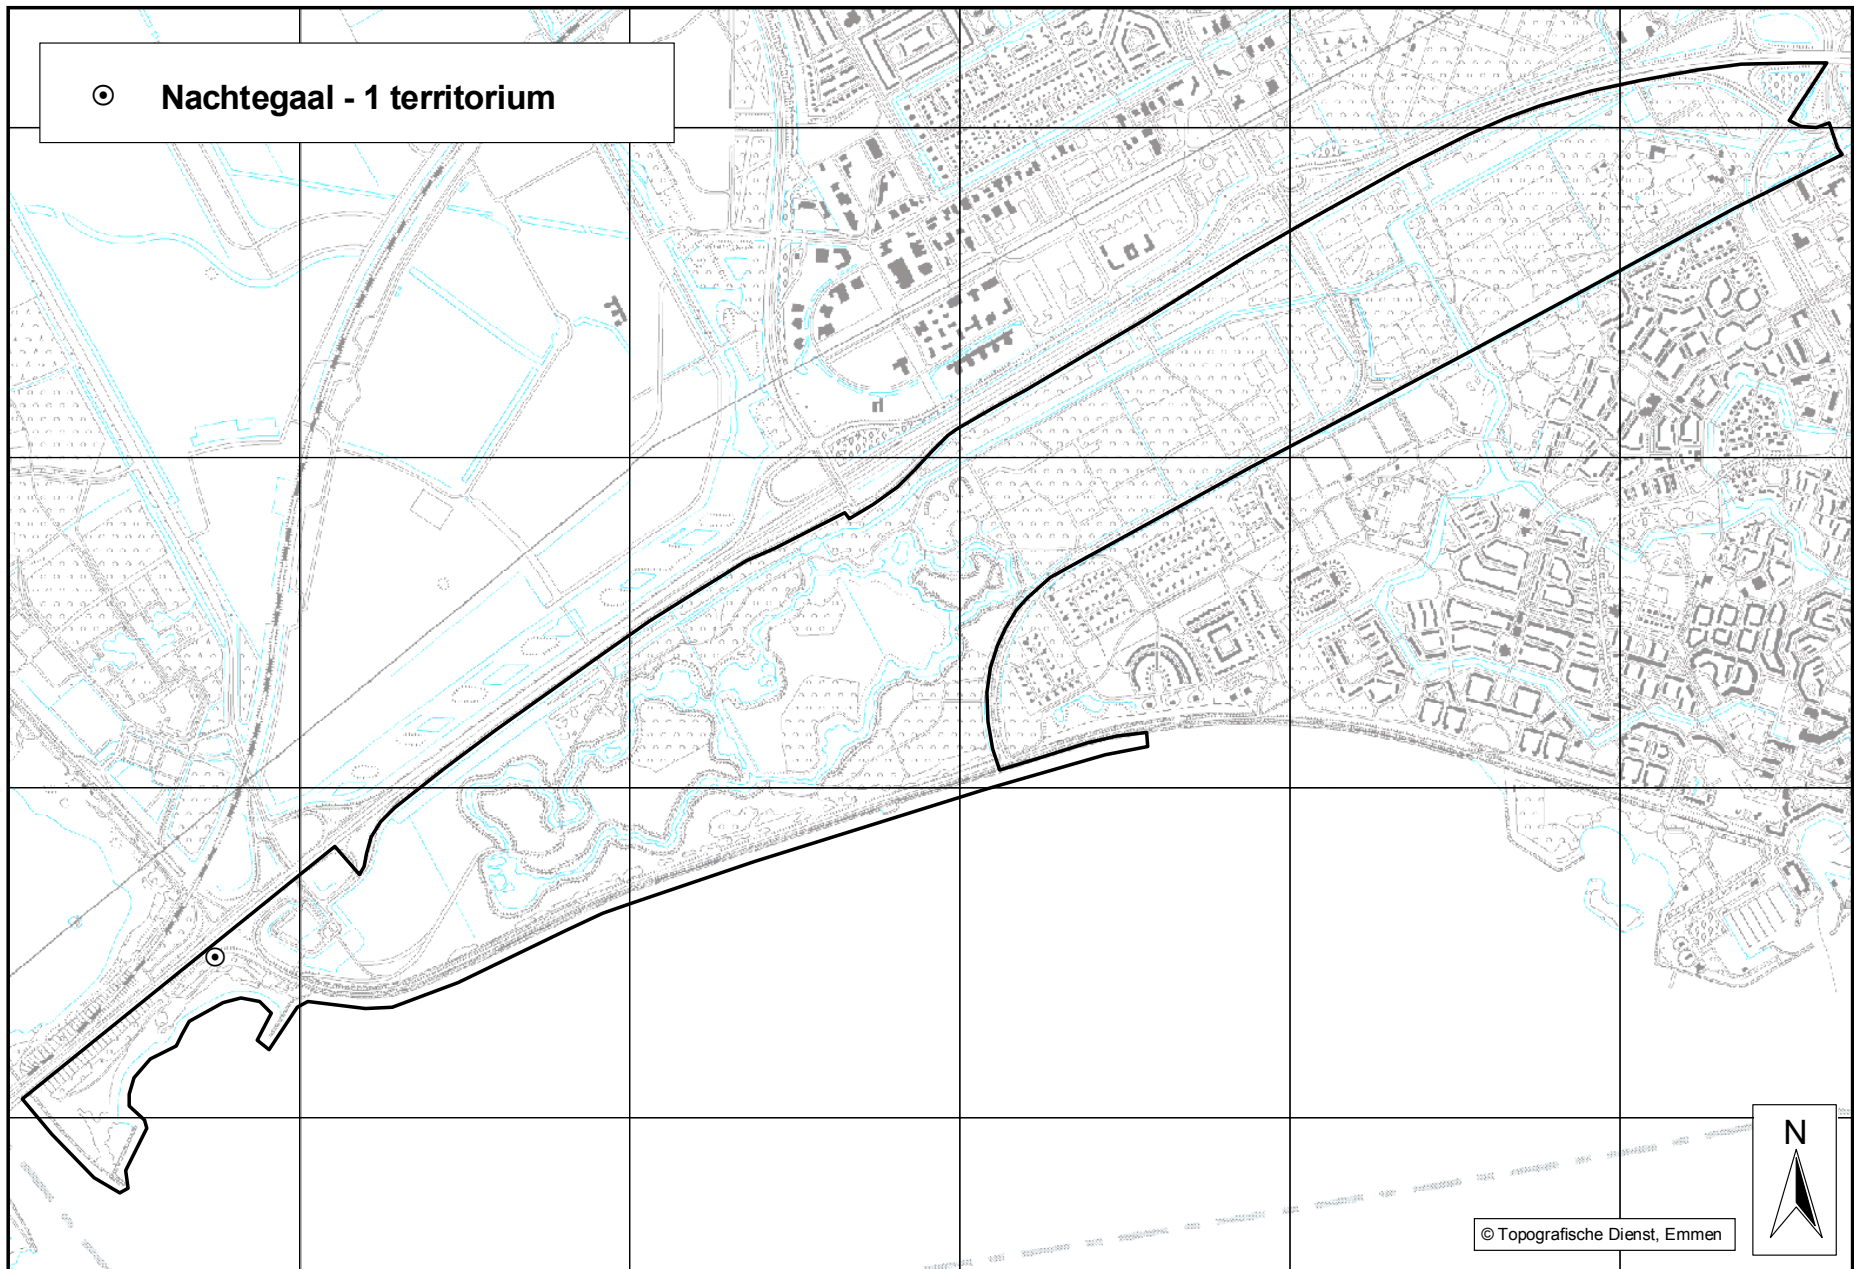 Nachtegaal - 1 territorium
N
© Topografische Dienst, Emmen